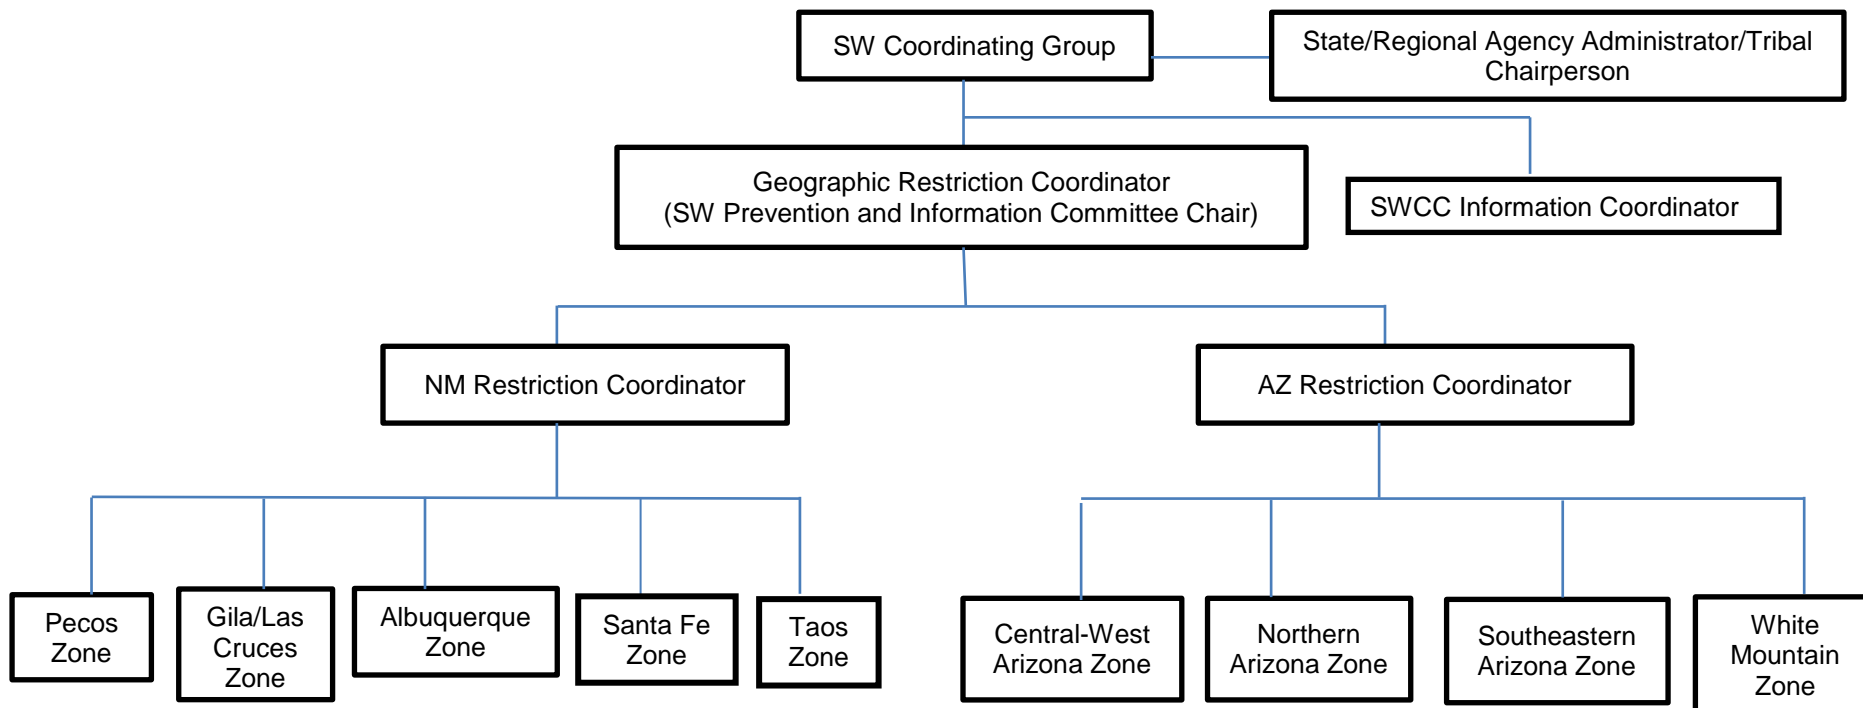 SW Coordinating Group
State/Regional Agency Administrator/Tribal
Chairperson
Geographic Restriction Coordinator
(SW Prevention and Information Committee Chair)
SWCC Information Coordinator
NM Restriction Coordinator
AZ Restriction Coordinator
Pecos
Zone
Gila/Las
Cruces
Zone
Albuquerque
Zone
Santa Fe
Zone
Taos
Zone
Central-West
Arizona Zone
Northern
Arizona Zone
Southeastern
Arizona Zone
White
Mountain
Zone